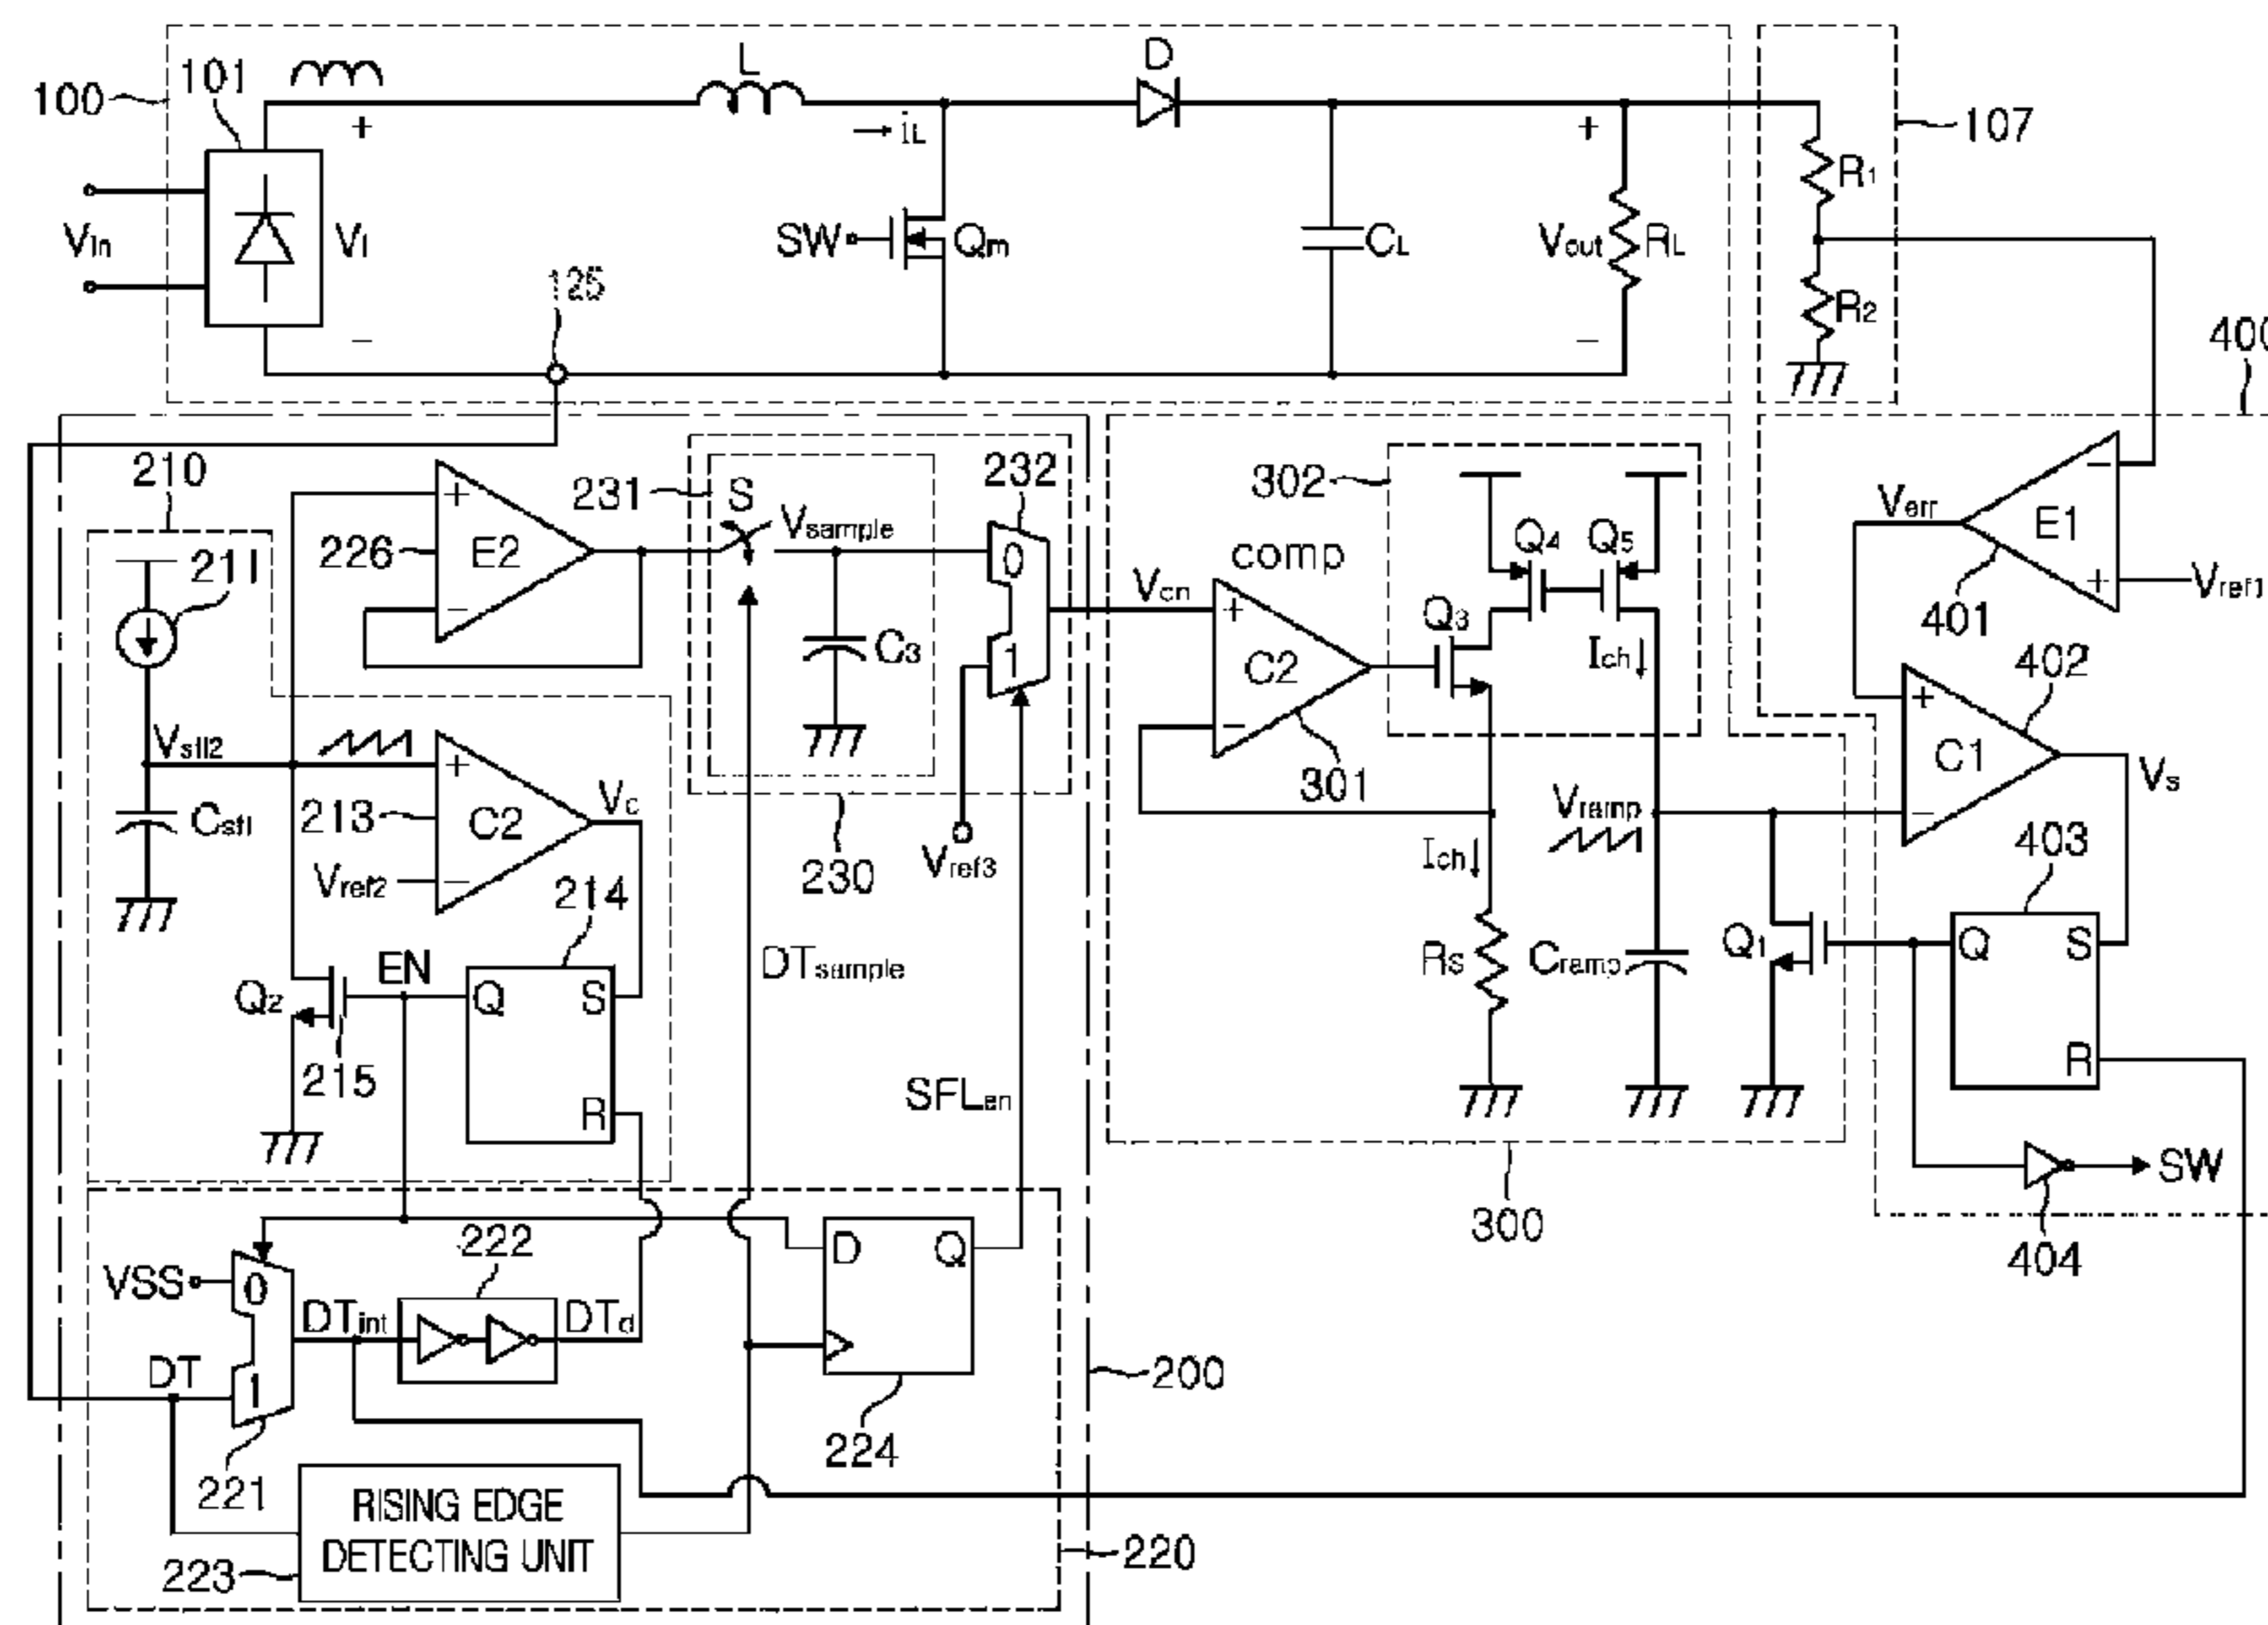 100
101
L
D
107
+
iL
+
R1
Vin
VI
SW
Qm
CL
Vout
RL
125
R2
−
−
400
210
231
S
232
302
Vsample
+
E2
226
−
211
0
1
C3
comp
Q4
Q5
Verr
−
E1
+
Vref1
401
Vcn
+
C2
−
301
Q3
Ich
402
Vsfl2
+
C2
−
213
Vc
Csfl
Vref2
214
230
Vref3
Vramp
Ich
+
C1
−
Vs
403
EN
Q2
215
Q
S
R
DTsample
SFLen
Rs
Cramp
Q1
Q
S
R
SW
404
300
222
VSS
0
1
DTint
DTd
DT
D
Q
224
200
221
RISING EDGE
DETECTING UNIT
223
220